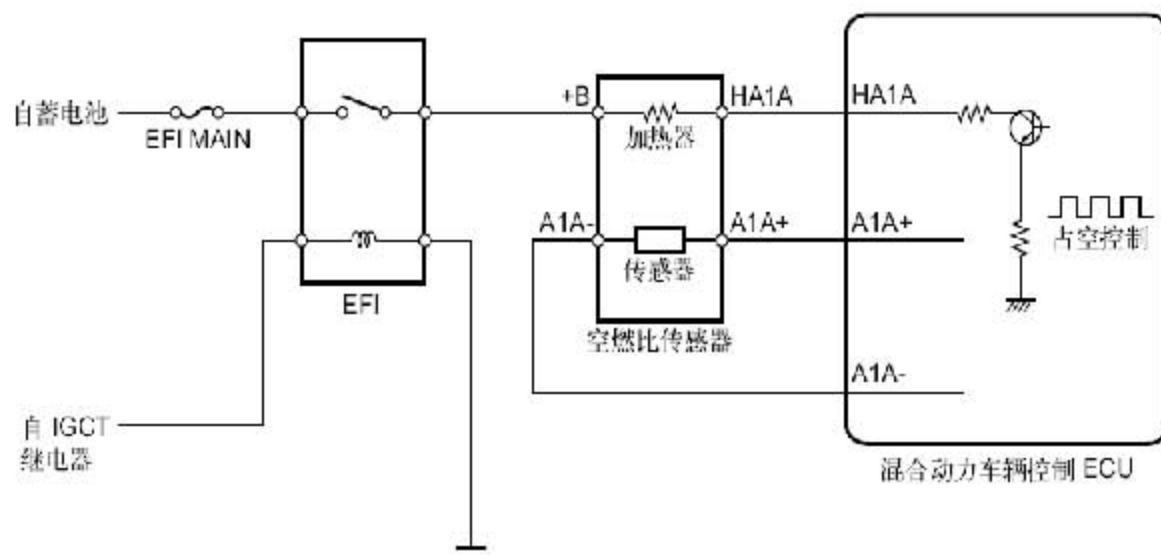 自蓄电池
EFI MAIN
EFI
自 IGCT
继电器
+B
HA1A
加热器
A1A-
A1A+
传感器
空燃比传感器
HA1A
A1A+
占空控制
A1A-
混合动力车辆控制 ECU